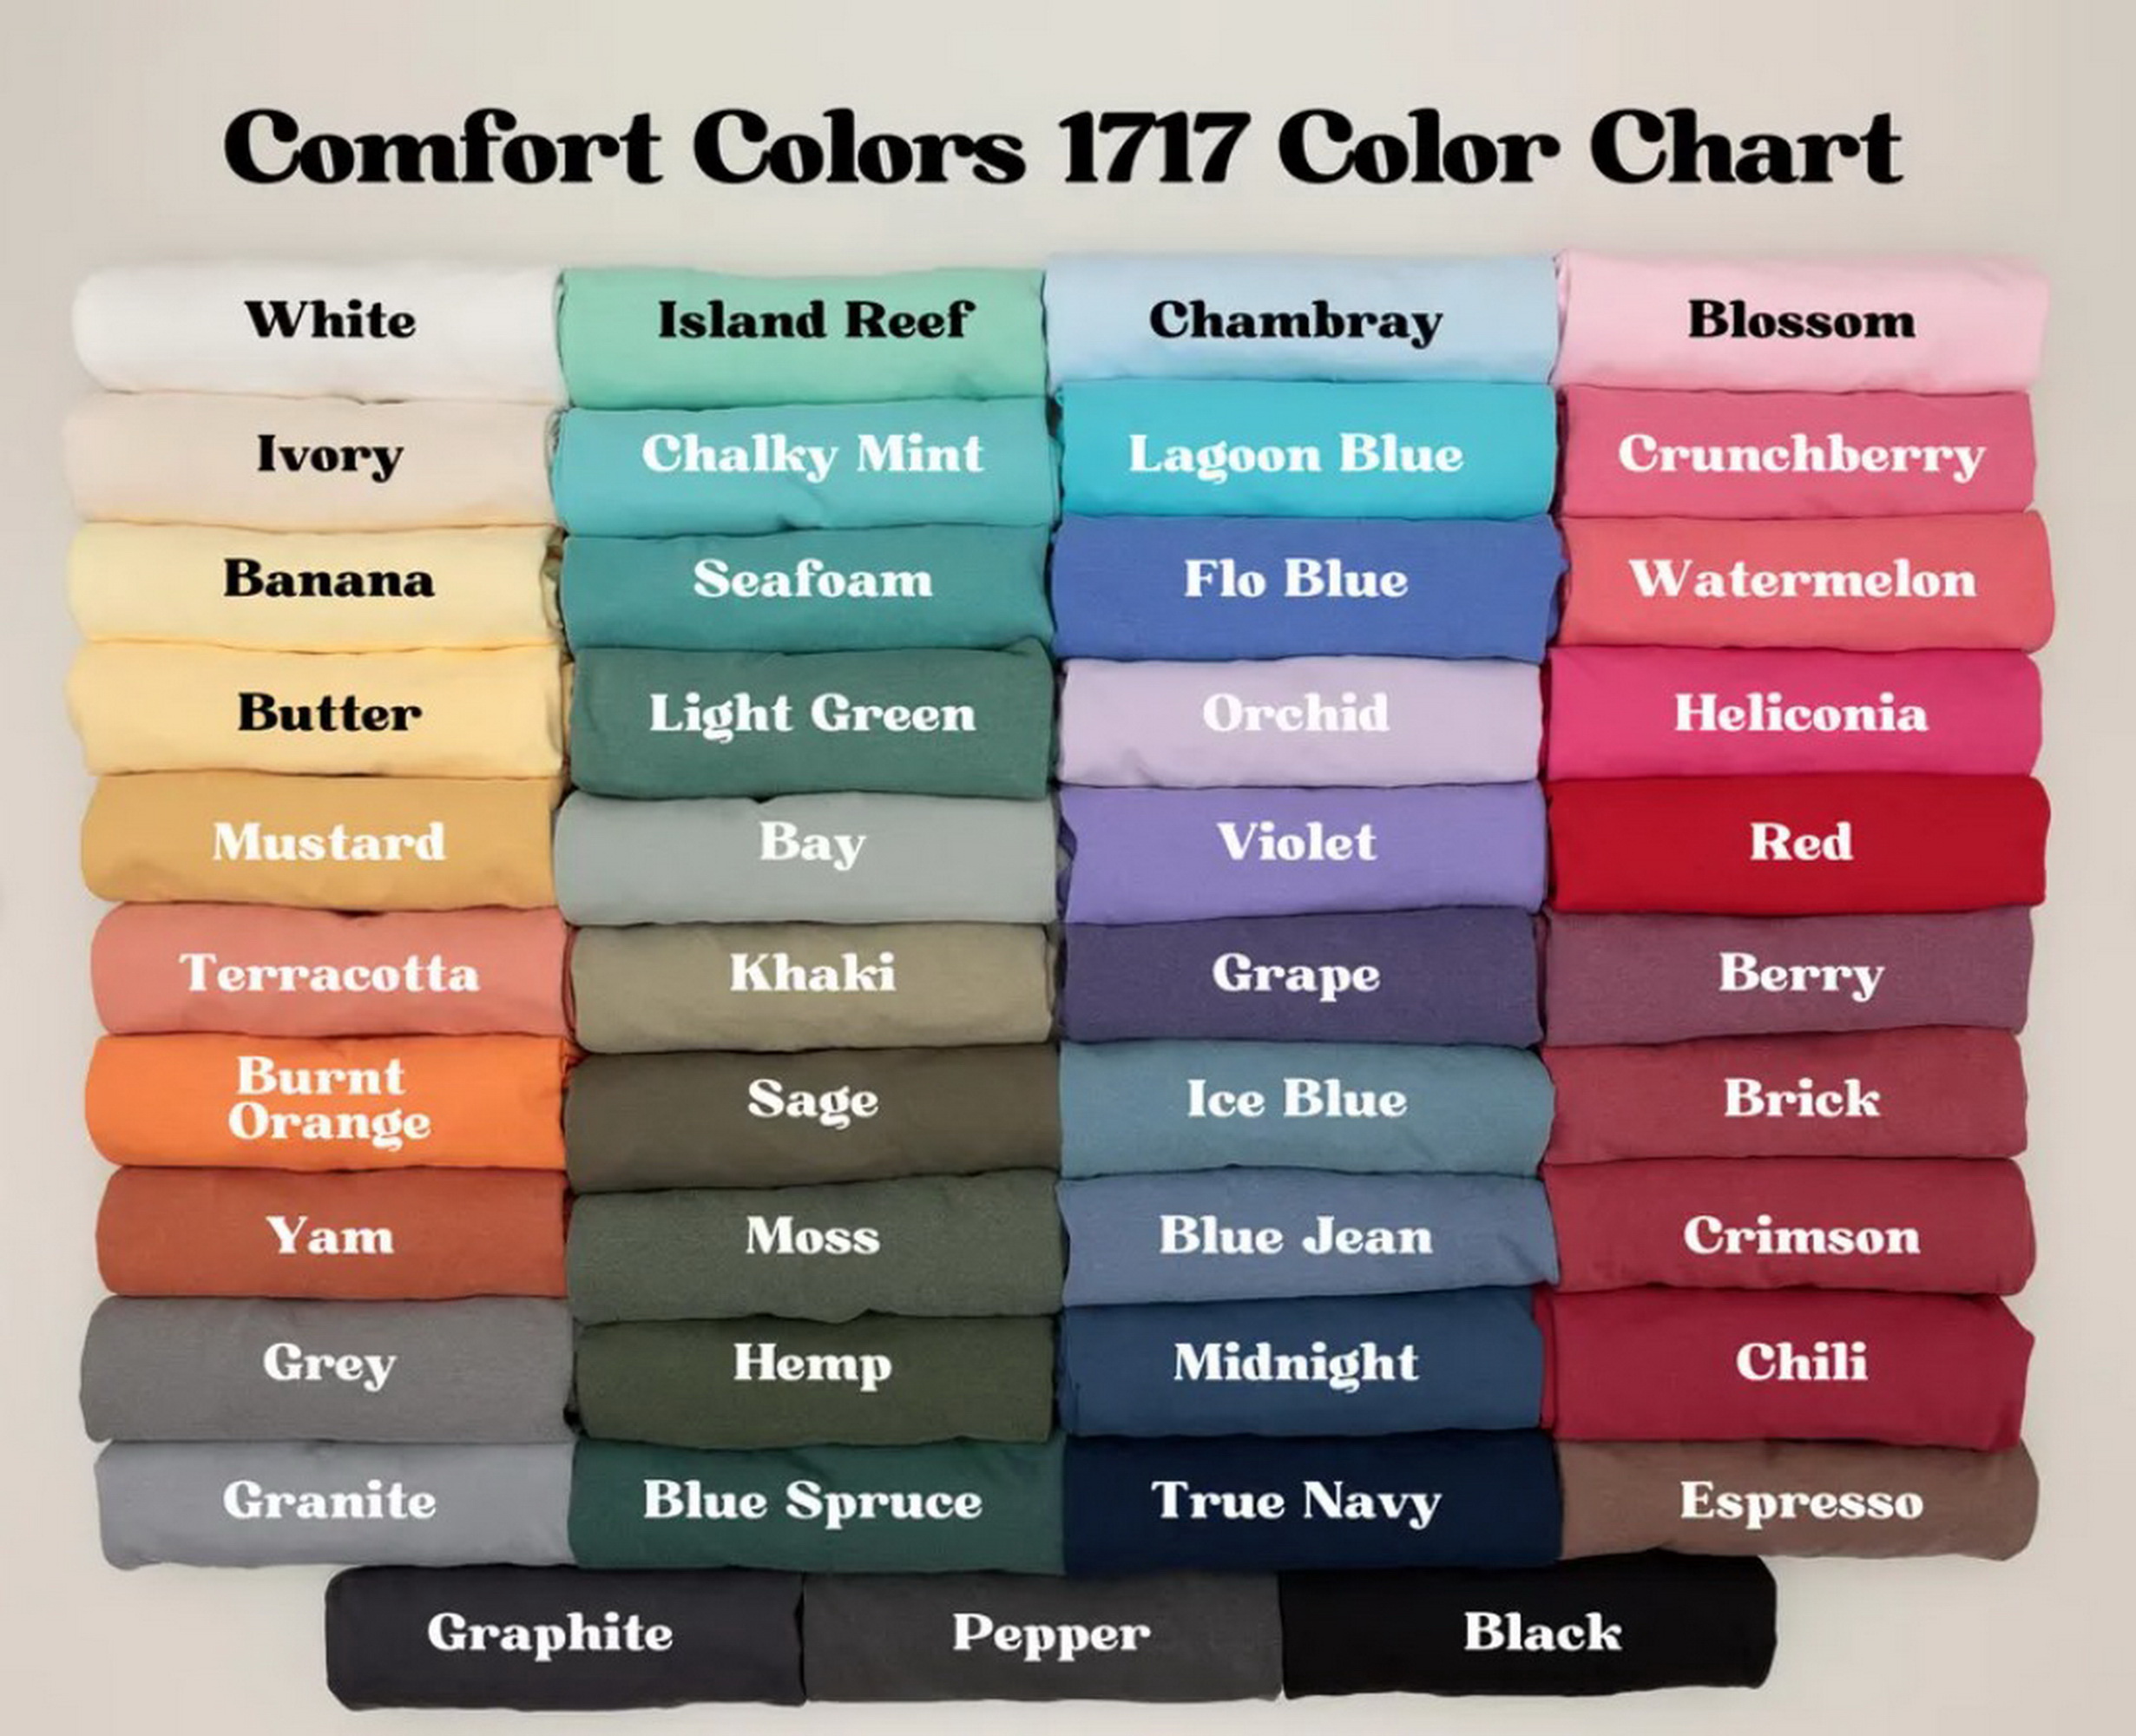 Comfort Colors 1717 Color Chart
White
Island Reef
Chambray
Blossom
Ivory
Chalky Mint
Lagoon Blue
Crunchberry
Banana
Seafoam
Flo Blue
Watermelon
Butter
Light Green
Orchid
Heliconia
Mustard
Bay
Violet
Red
Terracotta
Khaki
Grape
Berry
Burnt
Orange
Sage
Ice Blue
Brick
Yam
Moss
Blue Jean
Crimson
Grey
Hemp
Midnight
Chili
Granite
Blue Spruce
True Navy
Espresso
Graphite
Pepper
Black